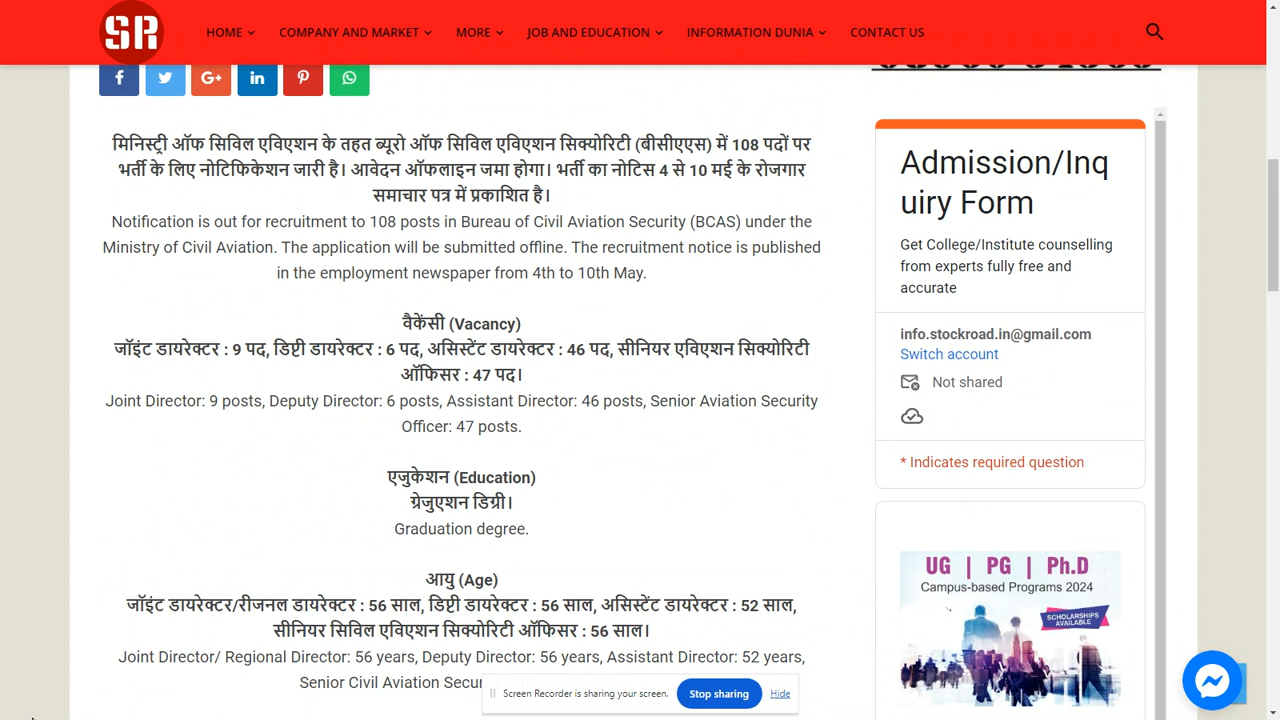 SR
HOME
COMPANY AND MARKET
MORE
JOB AND EDUCATION
INFORMATION DUNIA
CONTACT US
मिनिस्ट्री ऑफ सिविल एविएशन के तहत ब्यूरो ऑफ सिविल एविएशन सिक्योरिटी (बीसीएएस) में 108 पदों पर
भर्ती के लिए नोटिफिकेशन जारी है। आवेदन ऑफलाइन जमा होगा। भर्ती का नोटिस 4 से 10 मई के रोजगार
समाचार पत्र में प्रकाशित है।
Notification is out for recruitment to 108 posts in Bureau of Civil Aviation Security (BCAS) under the
Ministry of Civil Aviation. The application will be submitted offline. The recruitment notice is published
in the employment newspaper from 4th to 10th May.
वैकेंसी (Vacancy)
जॉइंट डायरेक्टर : 9 पद, डिप्टी डायरेक्टर : 6 पद, असिस्टेंट डायरेक्टर : 46 पद, सीनियर एविएशन सिक्योरिटी
ऑफिसर : 47 पद।
Joint Director: 9 posts, Deputy Director: 6 posts, Assistant Director: 46 posts, Senior Aviation Security
Officer: 47 posts.
एजुकेशन (Education)
ग्रेजुएशन डिग्री।
Graduation degree.
आयु (Age)
जॉइंट डायरेक्टर/रीजनल डायरेक्टर : 56 साल, डिप्टी डायरेक्टर : 56 साल, असिस्टेंट डायरेक्टर : 52 साल,
सीनियर सिविल एविएशन सिक्योरिटी ऑफिसर : 56 साल।
Joint Director/ Regional Director: 56 years, Deputy Director: 56 years, Assistant Director: 52 years,
Senior Civil Aviation
Admission/Inq
uiry Form
Get College/Institute counselling
from experts fully free and
accurate
info.stockroad.in@gmail.com
Switch account
Not shared
* Indicates required question
UG | PG | Ph.D
Campus-based Programs 2024
SCHOLARSHIPS
AVAILABLE
Screen Recorder is sharing your screen.
Stop sharing
Hide